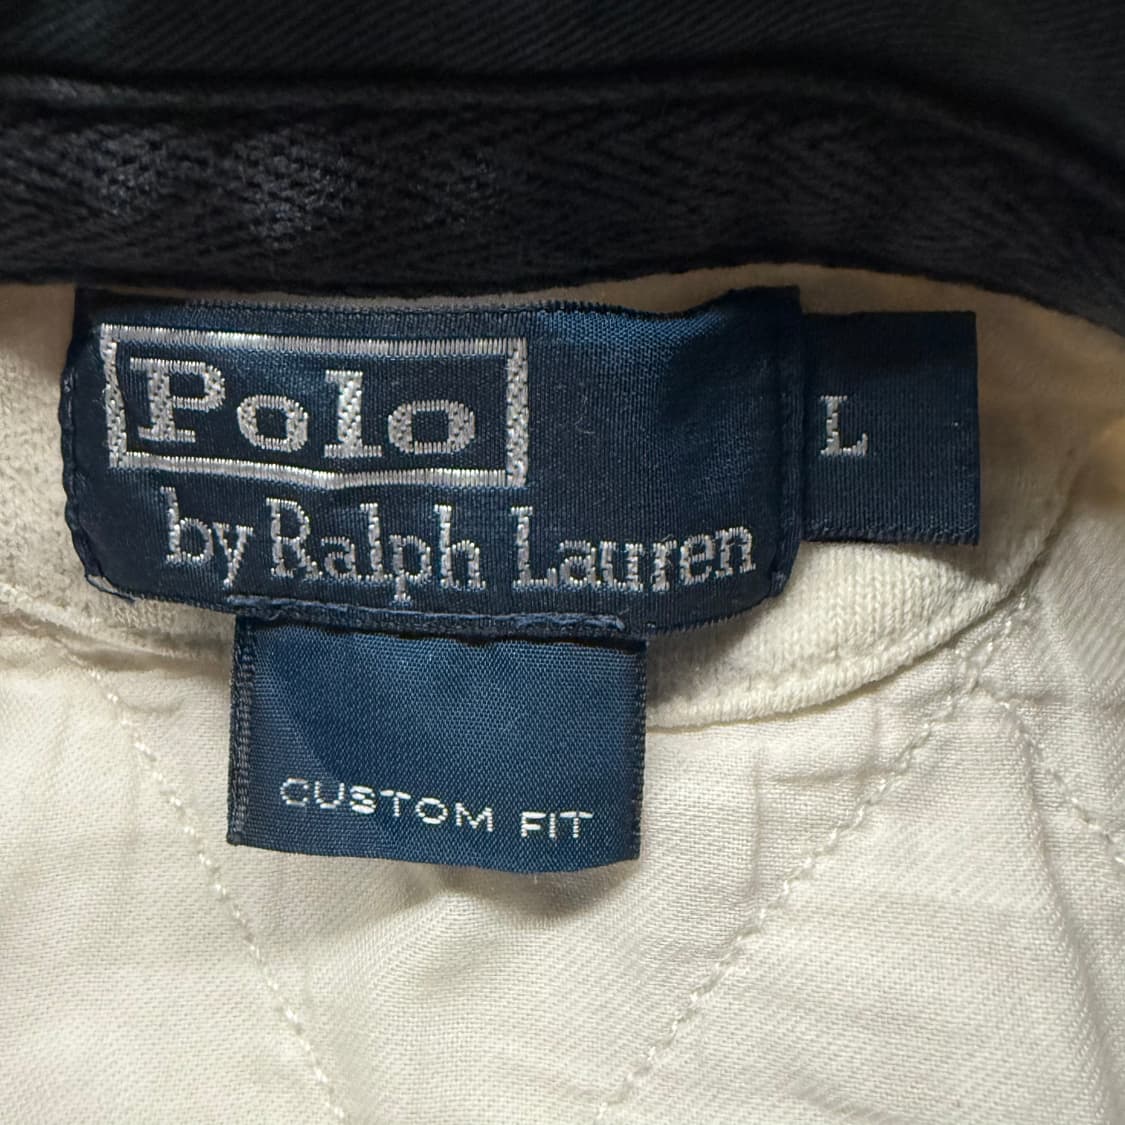 Polo
by Ralph Lauren
L
CUSTOM FIT